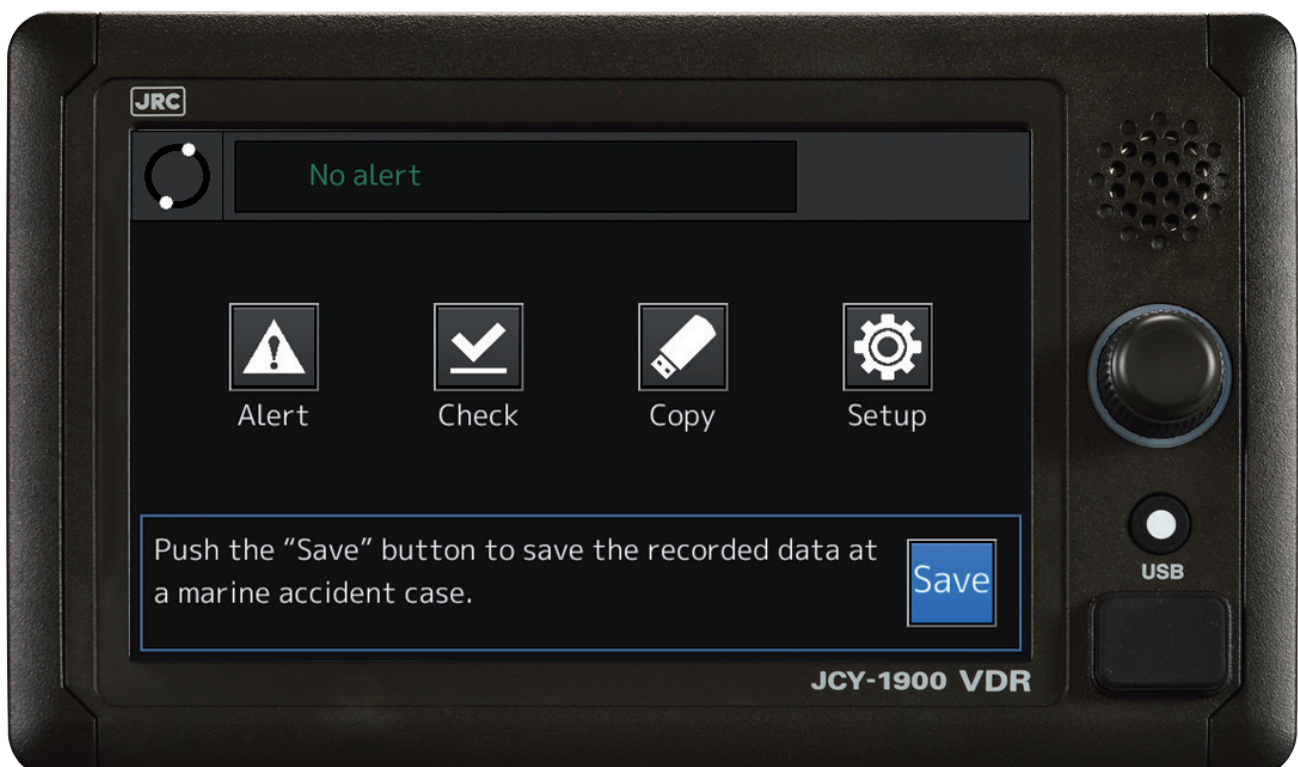 JRC
No alert
Alert
Check
Copy
Setup
Push the “Save” button to save the recorded data at
a marine accident case.
Save
USB
JCY-1900 VDR